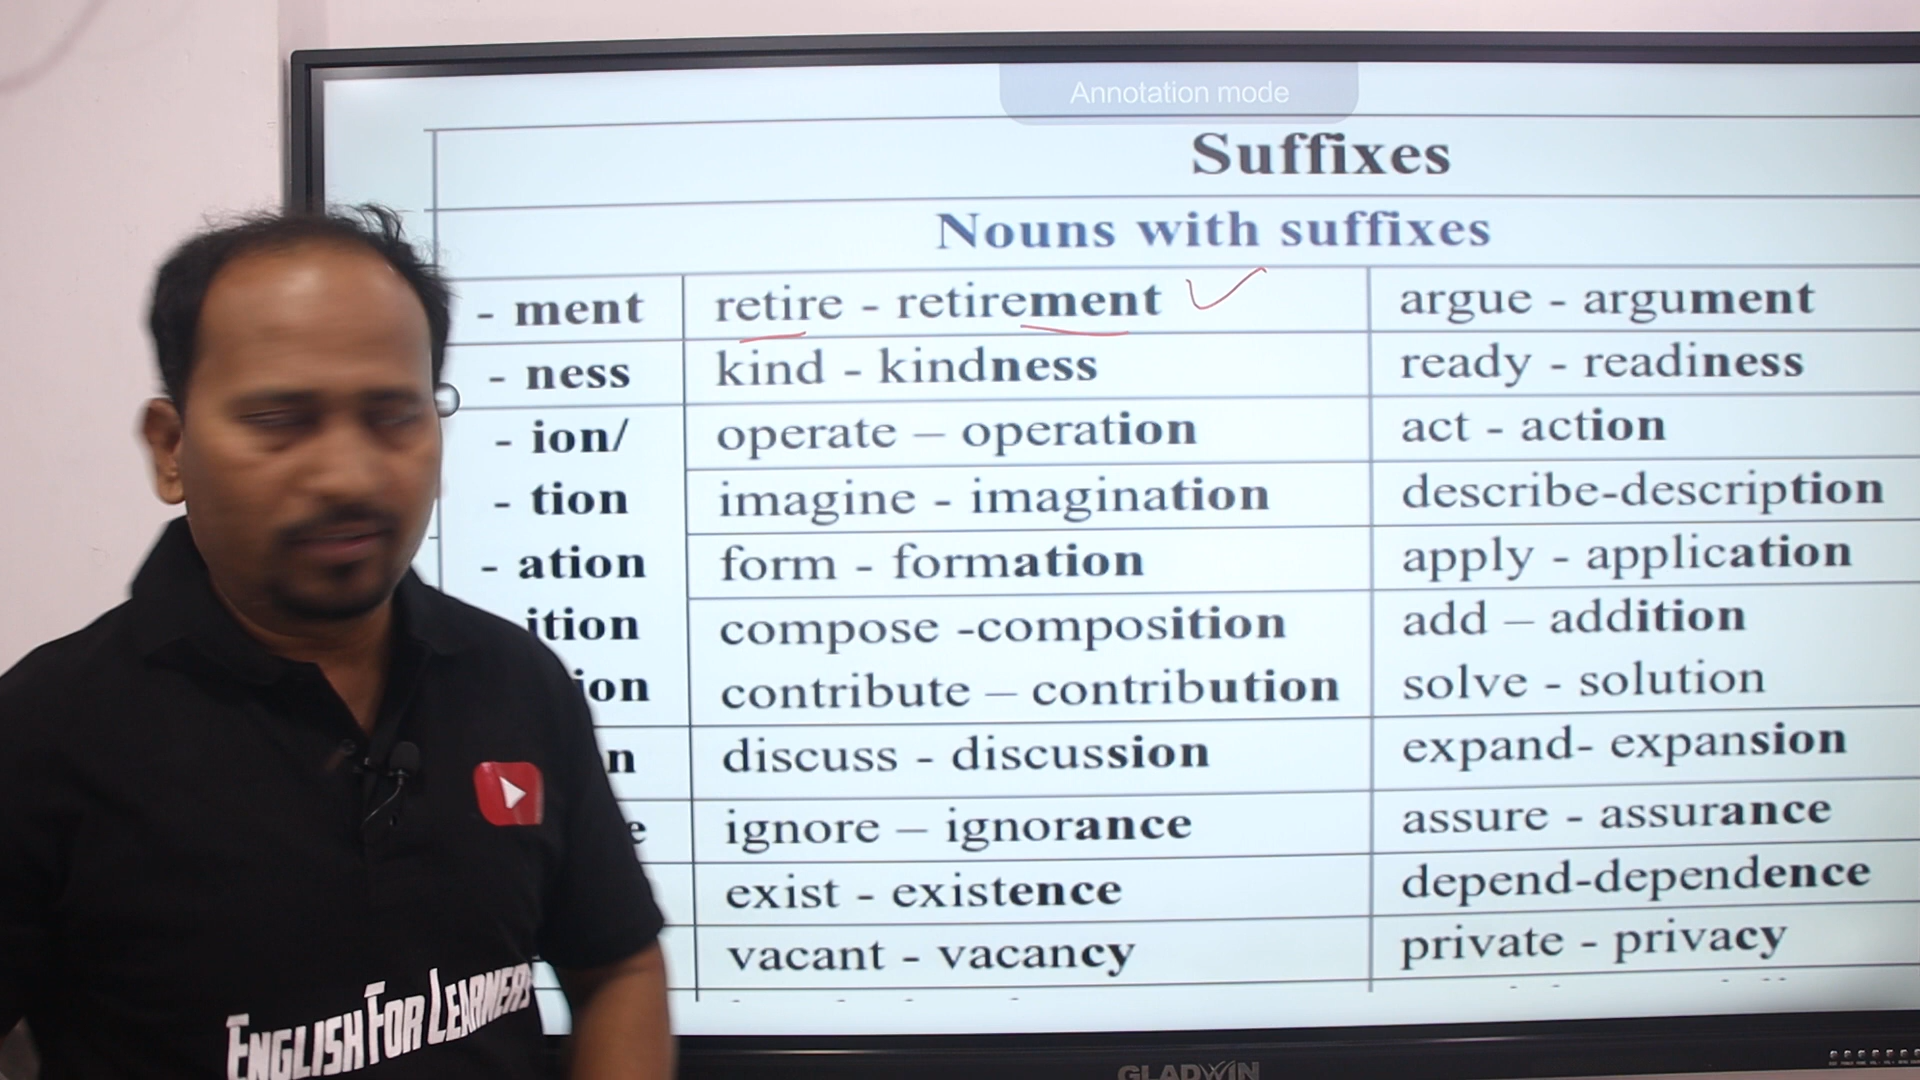 Annotation mode
Suffixes
Nouns with suffixes
- ment retire - retirement argue - argument
- ness kind - kindness ready - readiness
- ion/ operate – operation act - action
- tion imagine - imagination describe-description
- ation form - formation apply - application
ition compose -composition add – addition
ion contribute – contribution solve - solution
n discuss - discussion expand- expansion
e ignore – ignorance assure - assurance
exist - existence depend-dependence
vacant - vacancy private - privacy
ENGLISH FOR LEARNERS
GLADWIN